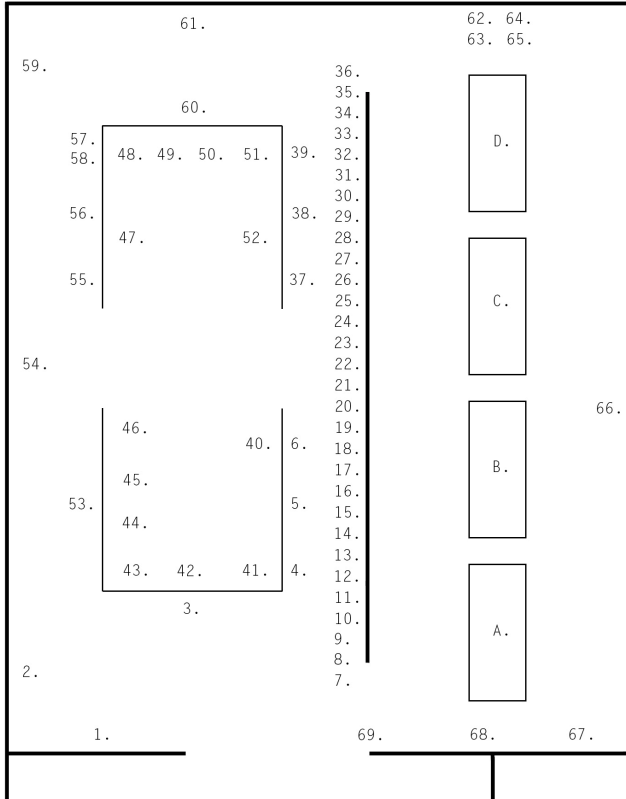 61. 62. 64.
63. 65.
59.
36.
35.
60.
34.
57. 33. D.
58. 48. 49. 50. 51. 39. 32.
31.
30.
56. 38. 29.
47. 52. 28.
27.
55. 37. 26.
25. C.
24.
23.
54. 22.
21.
20. 66.
46. 19.
40. 6. 18.
17. B.
45. 16.
53. 5. 15.
44. 14.
13.
43. 42. 41. 4. 12.
11.
3. 10.
9. A.
8.
2. 7.
1. 69. 68. 67.